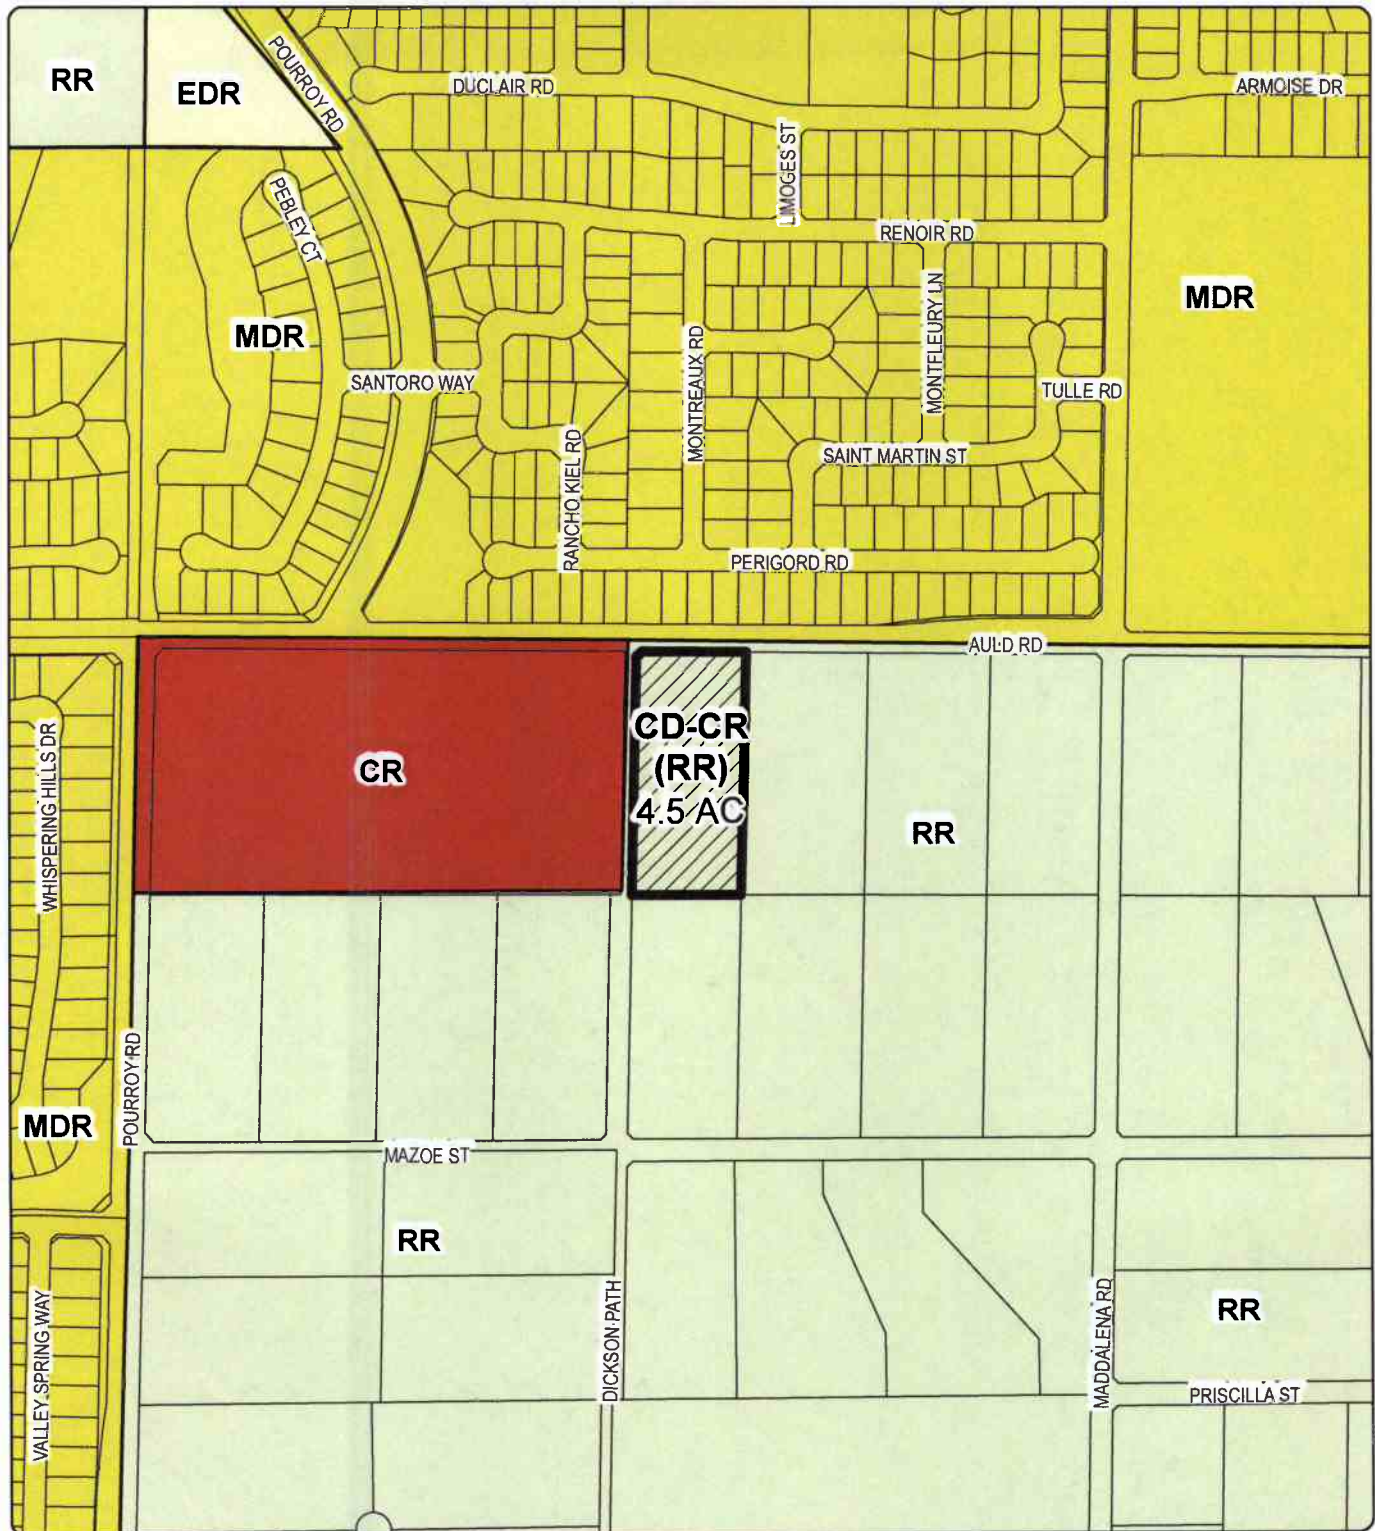 RR
EDR
POURROY RD
DUCLAIR RD
ARMOISE DR
LIMOGES ST
PEBLEY CT
RENOIR RD
MDR
MDR
MONTFLEURY LN
MONTREAUX RD
SANTORO WAY
TULLE RD
RANCHO KIEL RD
SAINT MARTIN ST
PERIGORD RD
AULD RD
WHISPERING HILLS DR
CR
CD-CR
(RR)
4.5 AC
RR
POURROY RD
MDR
MAZOE ST
RR
VALLEY SPRING WAY
DICKSON PATH
MADDALENA RD
RR
PRISCILLA ST